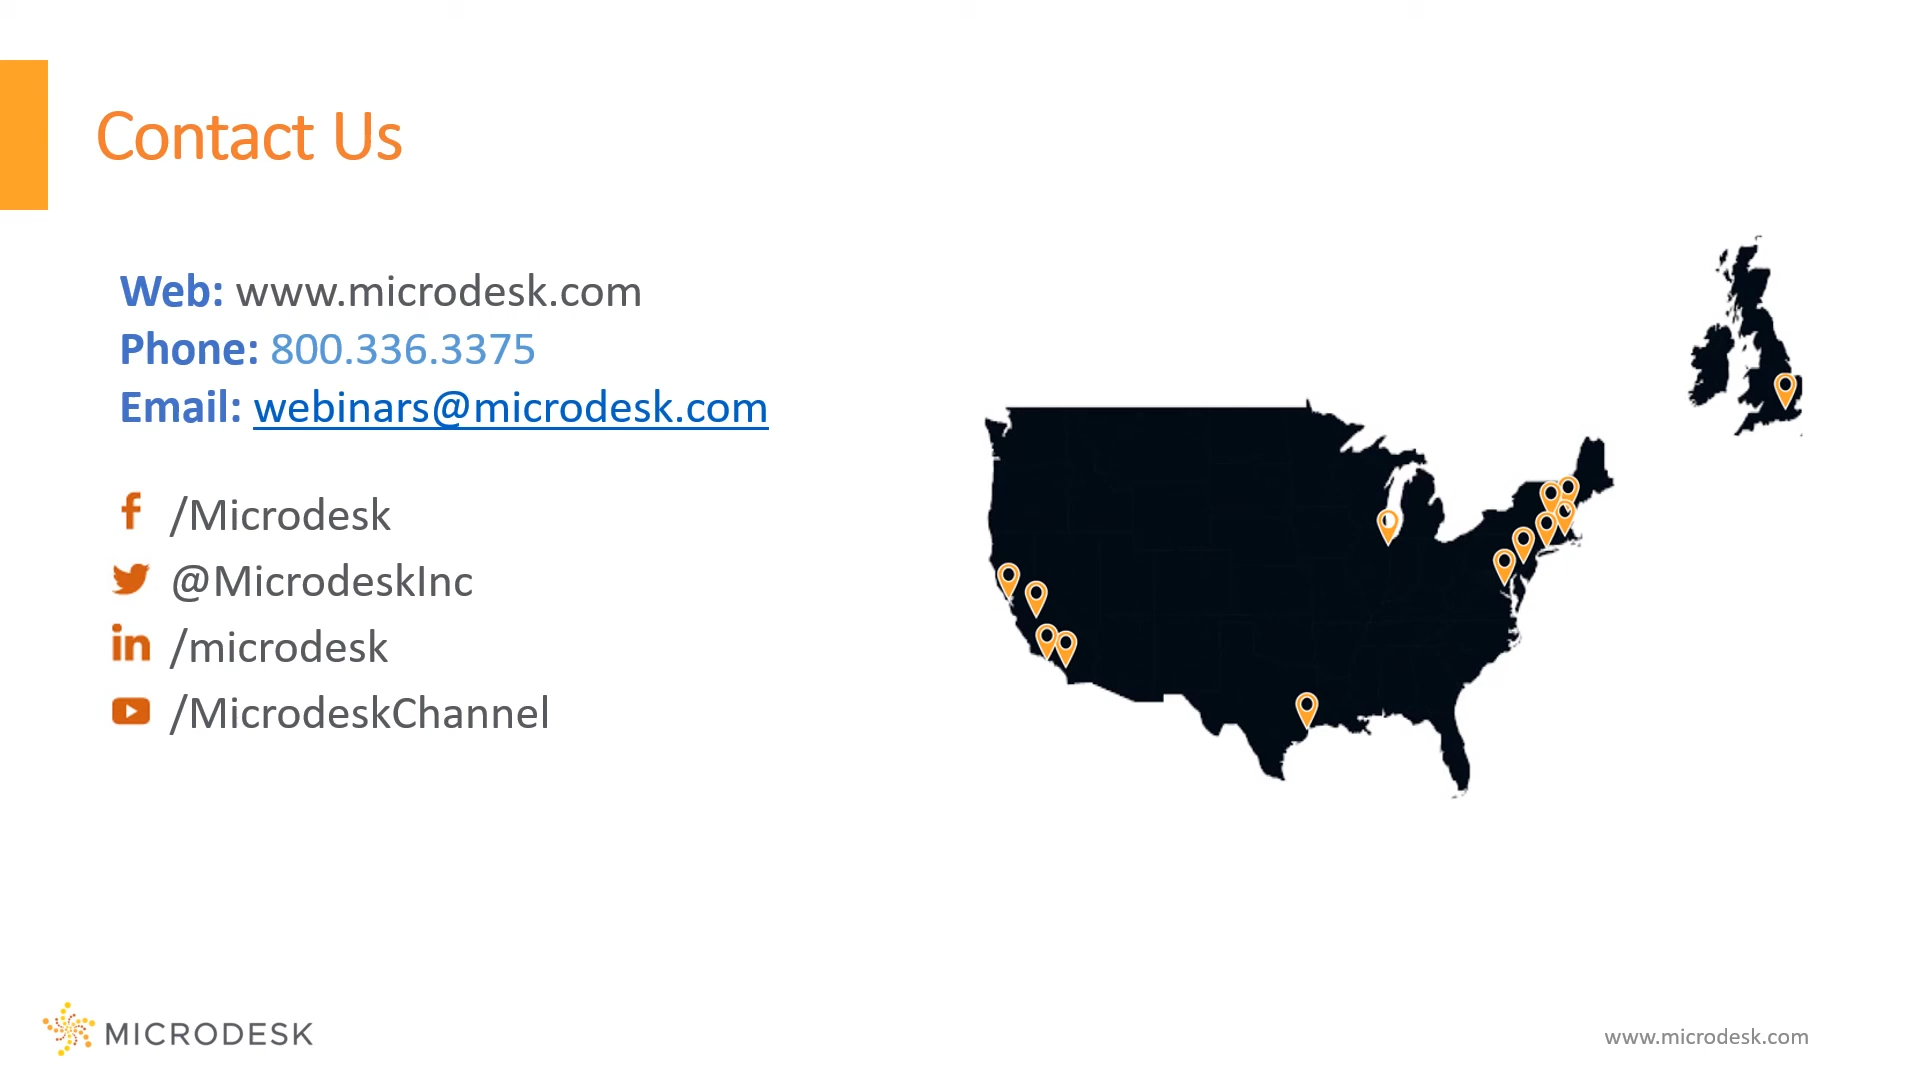 Contact Us
Web: www.microdesk.com
Phone: 800.336.3375
Email: webinars@microdesk.com
/Microdesk
@MicrodeskInc
/microdesk
/MicrodeskChannel
MICRODESK
www.microdesk.com